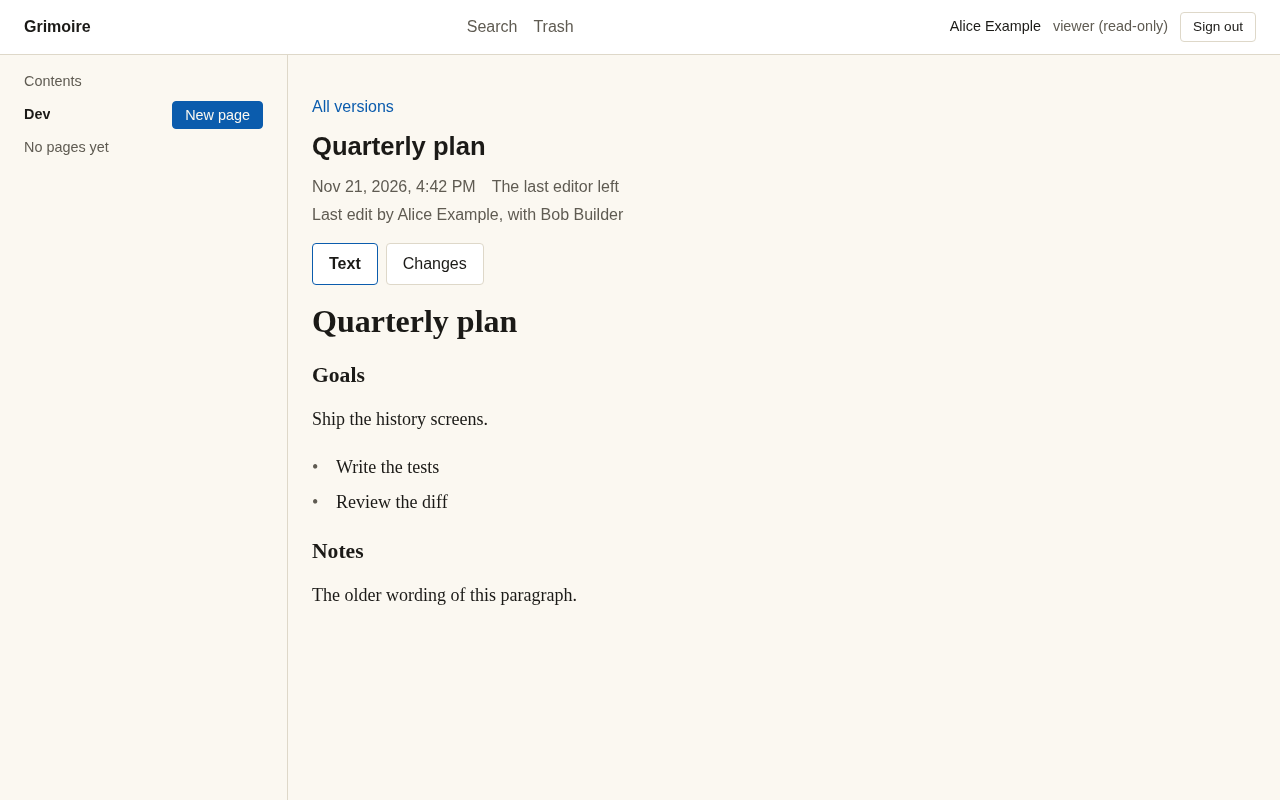 Grimoire
Search Trash
Alice Example viewer (read-only) Sign out
Contents
Dev New page
No pages yet
All versions
Quarterly plan
Nov 21, 2026, 4:42 PM The last editor left
Last edit by Alice Example, with Bob Builder
Text Changes
Quarterly plan
Goals
Ship the history screens.
• Write the tests
• Review the diff
Notes
The older wording of this paragraph.